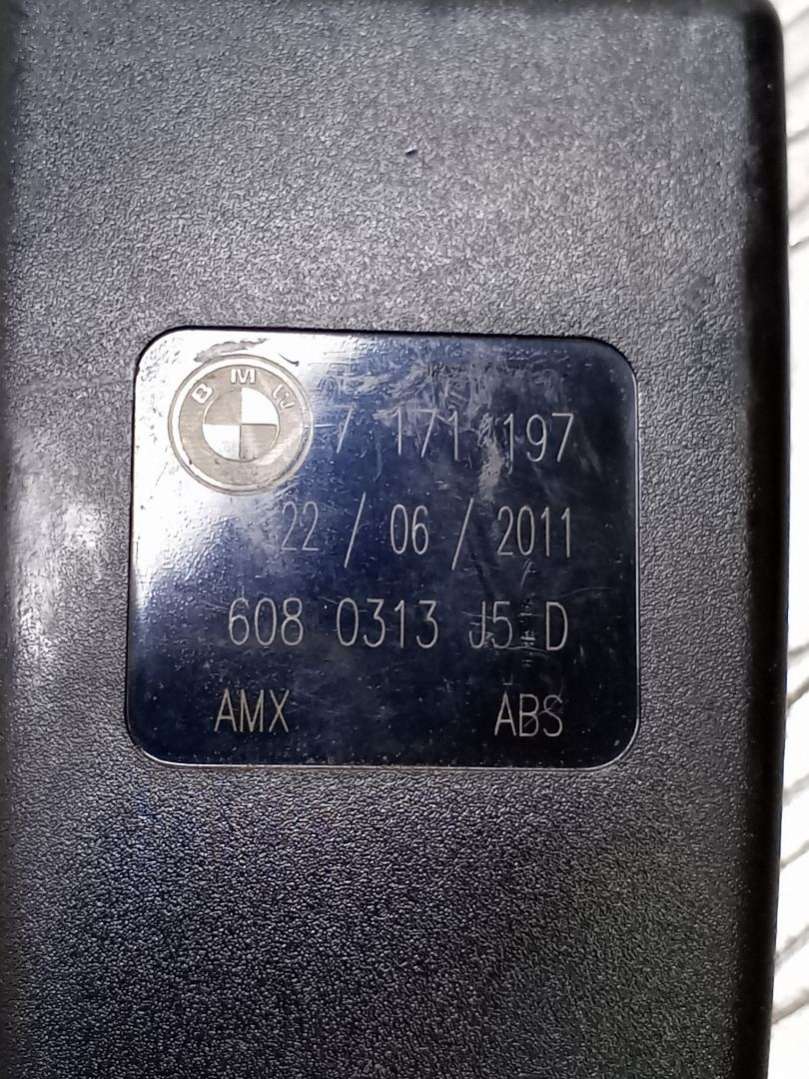 BMW
7 171 197
22 / 06 / 2011
608 0313 J5 D
AMX ABS